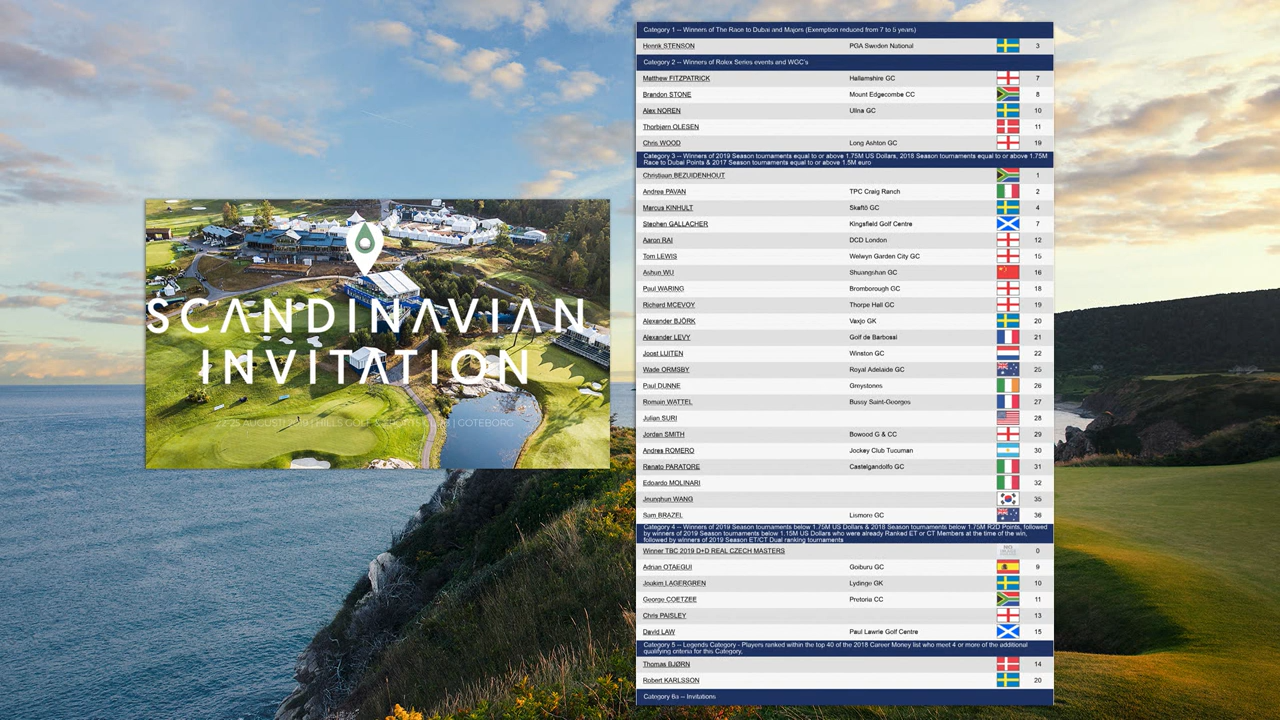 SCANDINAVIAN
INVITATION
AUGUST HILLS GOLF & SPORTS CLUB | GÖTEBORG
Category 1 -- Winners of The Race to Dubai and Majors (Exemption reduced from 7 to 5 years)
Henrik STENSON PGA Sweden National 3
Category 2 -- Winners of Rolex Series events and WGC's
Matthew FITZPATRICK Hallamshire GC 7
Brandon STONE Mount Edgecombe CC 8
Alex NOREN Ullna GC 10
Thorbjørn OLESEN 11
Chris WOOD Long Ashton GC 19
Category 3 -- Winners of 2019 Season tournaments equal to or above 1.75M US Dollars, 2018 Season tournaments equal to or above 1.75M
Race to Dubai Points & 2017 Season tournaments equal to or above 1.5M euro
Christiaan BEZUIDENHOUT 1
Andrea PAVAN TPC Craig Ranch 2
Marcus KINHULT Skaftö GC 4
Stephen GALLACHER Kingsfield Golf Centre 7
Aaron RAI DCD London 12
Tom LEWIS Welwyn Garden City GC 15
Ashun WU Shuangshan GC 16
Paul WARING Bromborough GC 18
Richard MCEVOY Thorpe Hall GC 19
Alexander BJÖRK Vaxjo GK 20
Alexander LEVY Golf de Barbossi 21
Joost LUITEN Winston GC 22
Wade ORMSBY Royal Adelaide GC 25
Paul DUNNE Greystones 26
Romain WATTEL Bussy Saint-Georges 27
Julian SURI 28
Jordan SMITH Bowood G & CC 29
Andres ROMERO Jockey Club Tucuman 30
Renato PARATORE Castelgandolfo GC 31
Edoardo MOLINARI 32
Jeunghun WANG 35
Sam BRAZEL Lismore GC 36
Category 4 -- Winners of 2019 Season tournaments below 1.75M US Dollars & 2018 Season tournaments below 1.75M R2D Points, followed
by winners of 2019 Season tournaments below 1.15M US Dollars who were already Ranked ET or CT Members at the time of the win,
followed by winners of 2019 Season ET/CT Dual ranking tournaments
Winner TBC 2019 D+D REAL CZECH MASTERS 0
Adrian OTAEGUI Goiburu GC 9
Joakim LAGERGREN Lydinge GK 10
George COETZEE Pretoria CC 11
Chris PAISLEY 13
David LAW Paul Lawrie Golf Centre 15
Category 5 -- Legends Category - Players ranked within the top 40 of the 2018 Career Money list who meet 4 or more of the additional
qualifying criteria for this Category.
Thomas BJØRN 14
Robert KARLSSON 20
Category 6a -- Invitations